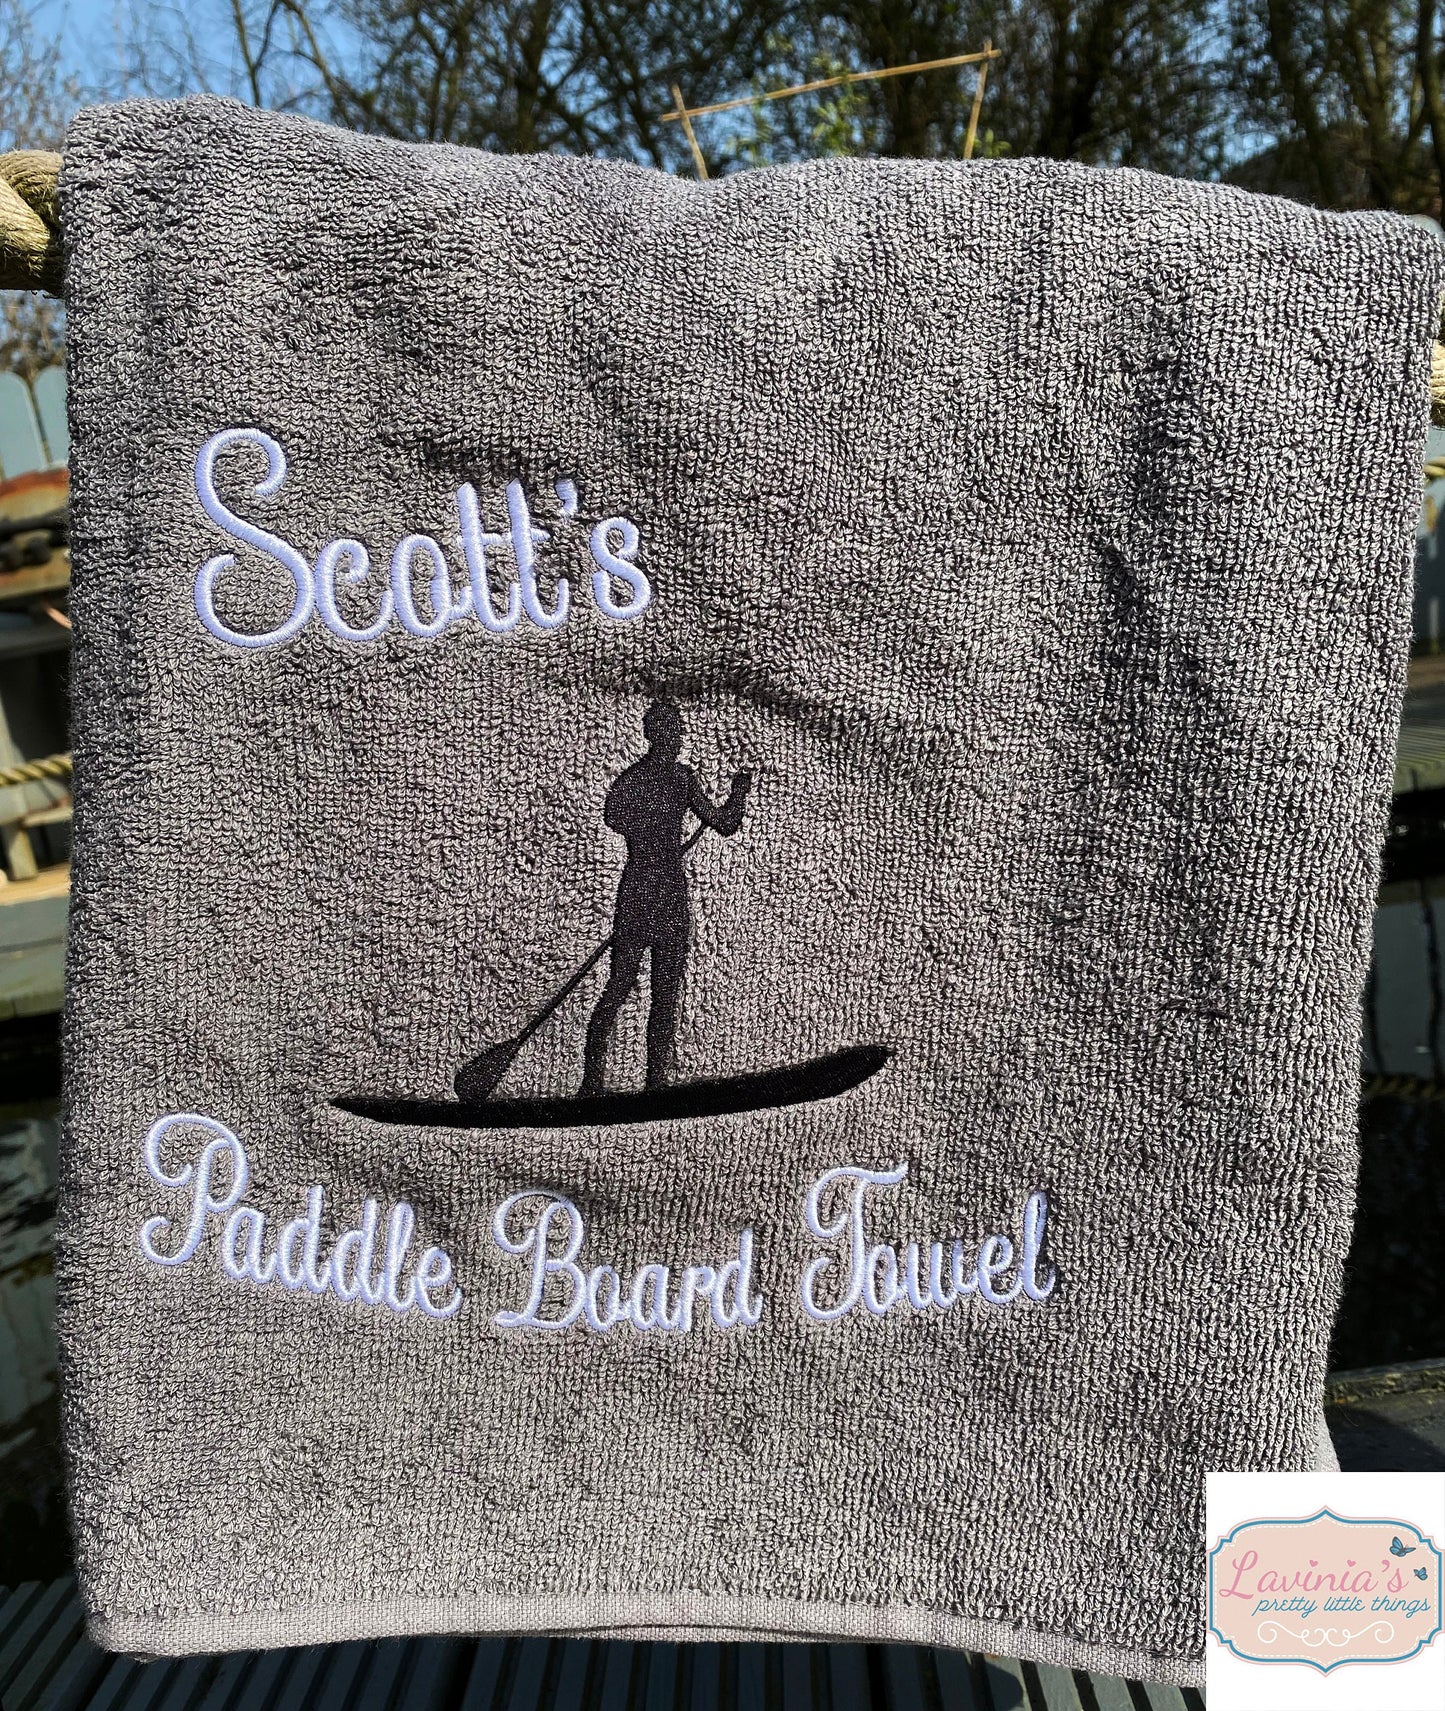 Scott's
Paddle Board Towel
Lavinia's
pretty little things